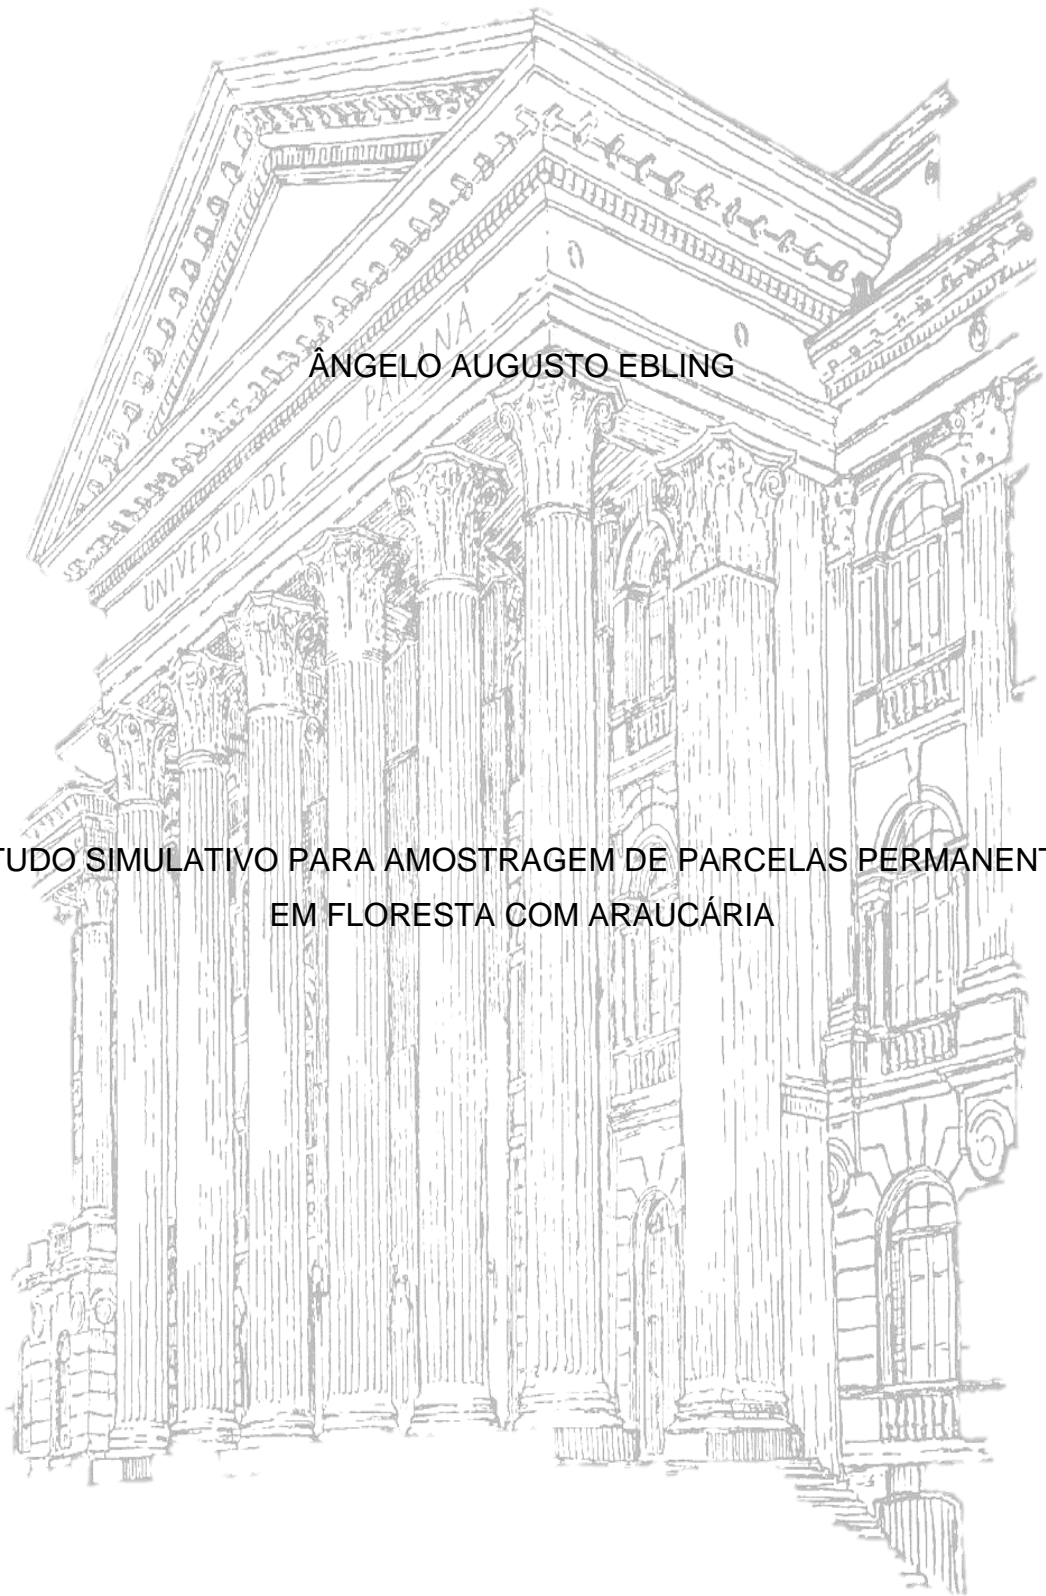 ÂNGELO AUGUSTO EBLING
UNIVERSIDADE DO PARANÁ
TUDO SIMULATIVO PARA AMOSTRAGEM DE PARCELAS PERMANENT
EM FLORESTA COM ARAUCÁRIA